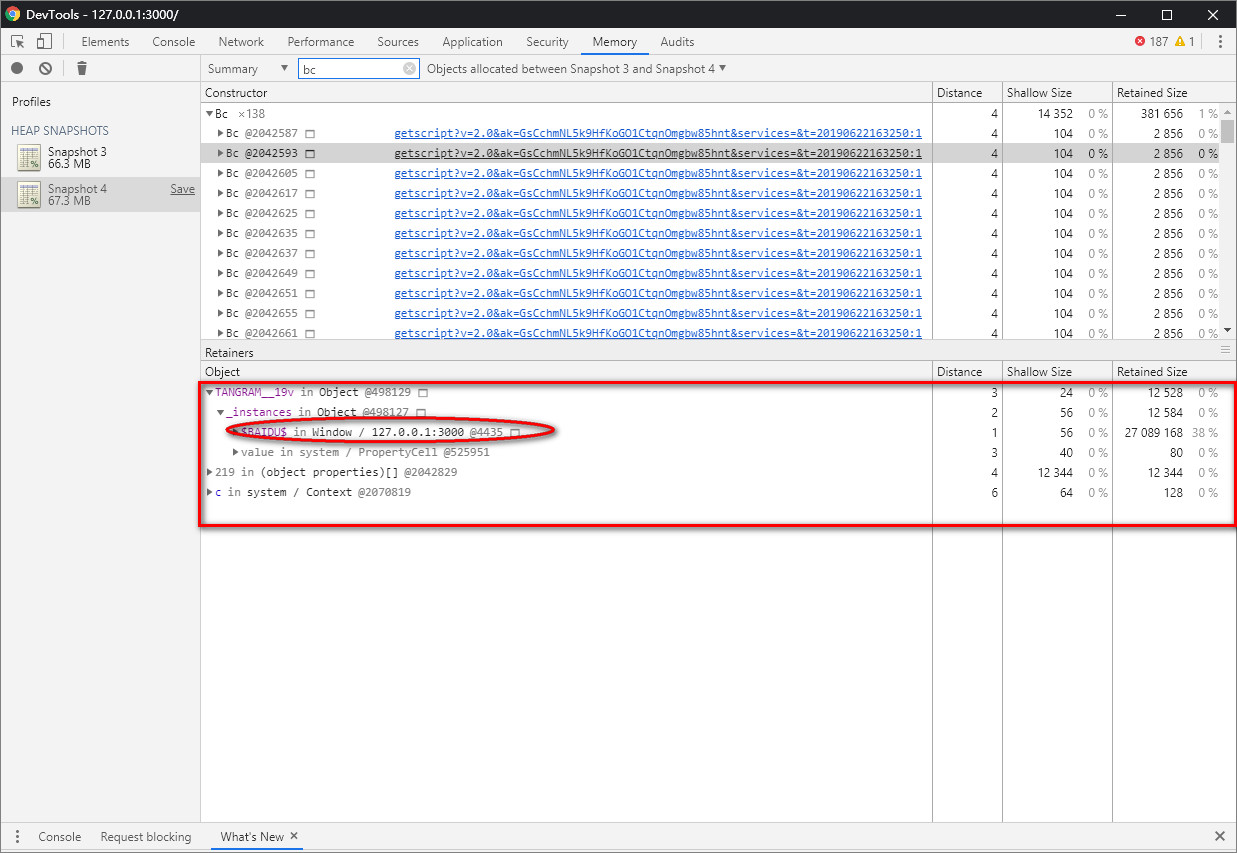 DevTools - 127.0.0.1:3000/
Elements Console Network Performance Sources Application Security Memory Audits 187 1
Summary bc Objects allocated between Snapshot 3 and Snapshot 4
Profiles
HEAP SNAPSHOTS
Snapshot 3
66.3 MB
Snapshot 4 Save
67.3 MB
Constructor Distance Shallow Size Retained Size
Bc ×138 4 14 352 0 % 381 656 1 %
Bc @2042587 getscript?v=2.0&ak=GsCchmNL5k9HfKoGO1CtqnOmgbw85hnt&services=&t=20190622163250:1 4 104 0 % 2 856 0 %
Bc @2042593 getscript?v=2.0&ak=GsCchmNL5k9HfKoGO1CtqnOmgbw85hnt&services=&t=20190622163250:1 4 104 0 % 2 856 0 %
Bc @2042605 getscript?v=2.0&ak=GsCchmNL5k9HfKoGO1CtqnOmgbw85hnt&services=&t=20190622163250:1 4 104 0 % 2 856 0 %
Bc @2042617 getscript?v=2.0&ak=GsCchmNL5k9HfKoGO1CtqnOmgbw85hnt&services=&t=20190622163250:1 4 104 0 % 2 856 0 %
Bc @2042625 getscript?v=2.0&ak=GsCchmNL5k9HfKoGO1CtqnOmgbw85hnt&services=&t=20190622163250:1 4 104 0 % 2 856 0 %
Bc @2042635 getscript?v=2.0&ak=GsCchmNL5k9HfKoGO1CtqnOmgbw85hnt&services=&t=20190622163250:1 4 104 0 % 2 856 0 %
Bc @2042637 getscript?v=2.0&ak=GsCchmNL5k9HfKoGO1CtqnOmgbw85hnt&services=&t=20190622163250:1 4 104 0 % 2 856 0 %
Bc @2042649 getscript?v=2.0&ak=GsCchmNL5k9HfKoGO1CtqnOmgbw85hnt&services=&t=20190622163250:1 4 104 0 % 2 856 0 %
Bc @2042651 getscript?v=2.0&ak=GsCchmNL5k9HfKoGO1CtqnOmgbw85hnt&services=&t=20190622163250:1 4 104 0 % 2 856 0 %
Bc @2042655 getscript?v=2.0&ak=GsCchmNL5k9HfKoGO1CtqnOmgbw85hnt&services=&t=20190622163250:1 4 104 0 % 2 856 0 %
Bc @2042661 getscript?v=2.0&ak=GsCchmNL5k9HfKoGO1CtqnOmgbw85hnt&services=&t=20190622163250:1 4 104 0 % 2 856 0 %
Retainers
Object Distance Shallow Size Retained Size
TANGRAM__19v in Object @498129 3 24 0 % 12 528 0 %
_instances in Object @498127 2 56 0 % 12 584 0 %
$BAIDU$ in Window / 127.0.0.1:3000 @4435 1 56 0 % 27 089 168 38 %
value in system / PropertyCell @525951 3 40 0 % 80 0 %
219 in (object properties)[] @2042829 4 12 344 0 % 12 344 0 %
c in system / Context @2070819 6 64 0 % 128 0 %
Console Request blocking What's New